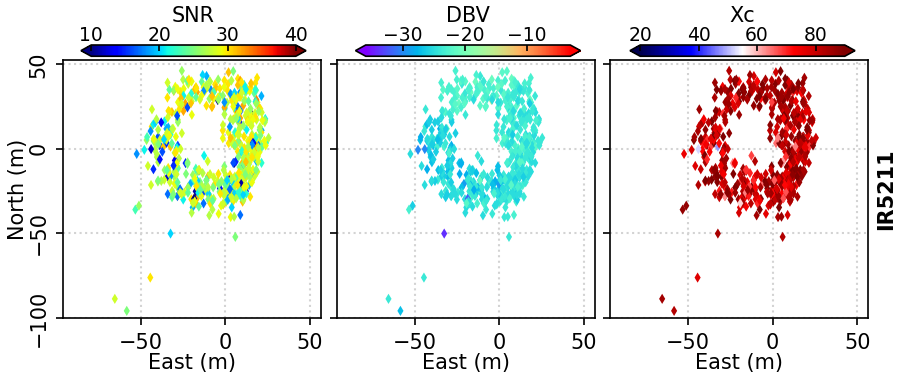 SNR DBV Xc
10 20 30 40 −30 −20 −10 20 40 60 80
50
0
−50
−100
North (m)
−50 0 50 −50 0 50 −50 0 50
East (m) East (m) East (m)
IR5211